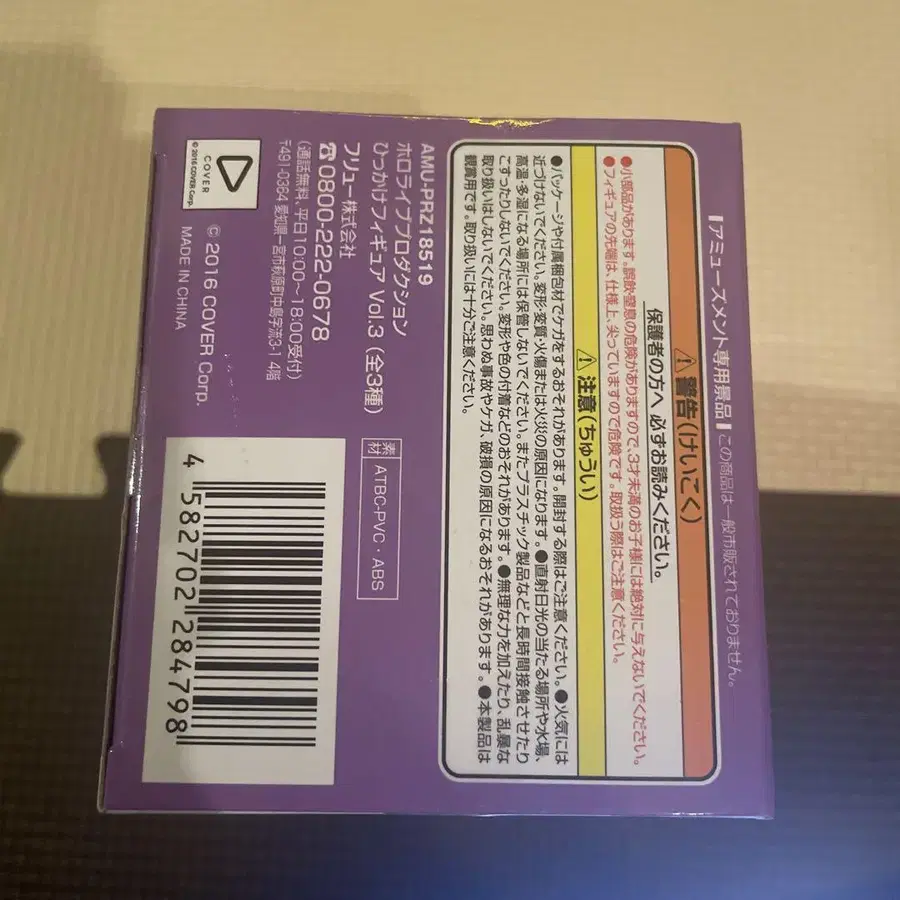 【アミューズメント専用景品】この商品は一般市販されておりません。
⚠警告(けいこく)
保護者の方へ 必ずお読みください。
●小部品があります。誤飲・窒息の危険がありますので、3才未満のお子様には絶対に与えないでください。
●フィギュアの先端は、仕様上、尖っていますので危険です。取扱う際はご注意ください。
⚠注意(ちゅうい)
●パッケージや付属梱包材でケガをするおそれがあります。開封する際はご注意ください。●火気には
近づけないでください。変形・変質・火傷または火災の原因になります。●直射日光の当たる場所や水場、
高温・多湿になる場所には保管しないでください。またプラスチック製品などと長時間接触させたり
こすったりしないでください。変形や色の付着などのおそれがあります。●無理な力を加えたり、乱暴な
取り扱いはしないでください。思わぬ事故やケガ、破損の原因になるおそれがあります。●本製品は
観賞用です。取り扱いには十分ご注意ください。
AMU-PRZ18519
ホロライブプロダクション
ひっかけフィギュア Vol.3 (全3種)
素材 ATBC-PVC・ABS
フリュー株式会社
☎0800-222-0678
(通話無料、平日10:00~18:00受付)
〒491-0364 愛知県一宮市萩原町中島字流3-1 4階
COVER
© 2016 COVER Corp.
© 2016 COVER Corp.
MADE IN CHINA
4 582702 284798